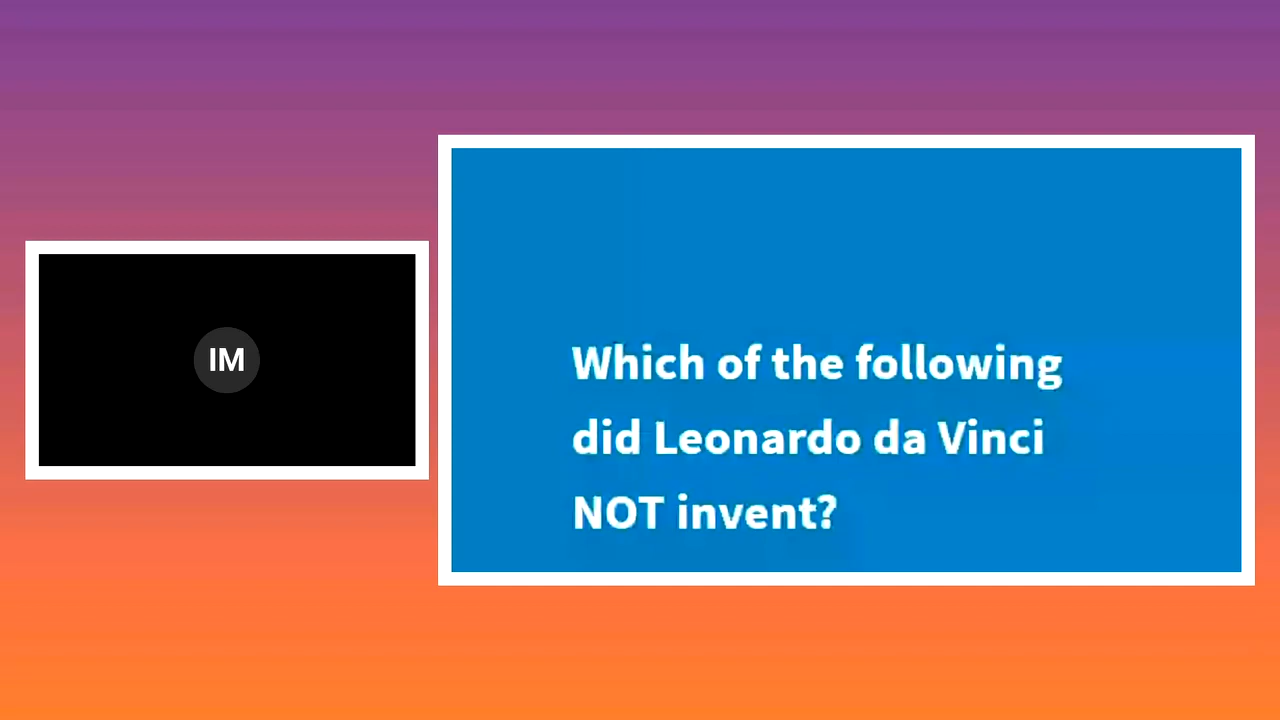 IM
Which of the following
did Leonardo da Vinci
NOT invent?